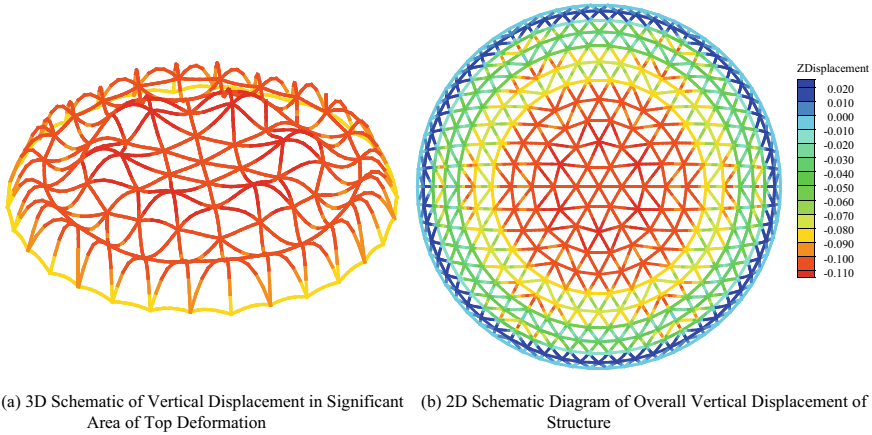 ZDisplacement
0.020
0.010
0.000
-0.010
-0.020
-0.030
-0.040
-0.050
-0.060
-0.070
-0.080
-0.090
-0.100
-0.110
(a) 3D Schematic of Vertical Displacement in Significant
Area of Top Deformation
(b) 2D Schematic Diagram of Overall Vertical Displacement of
Structure